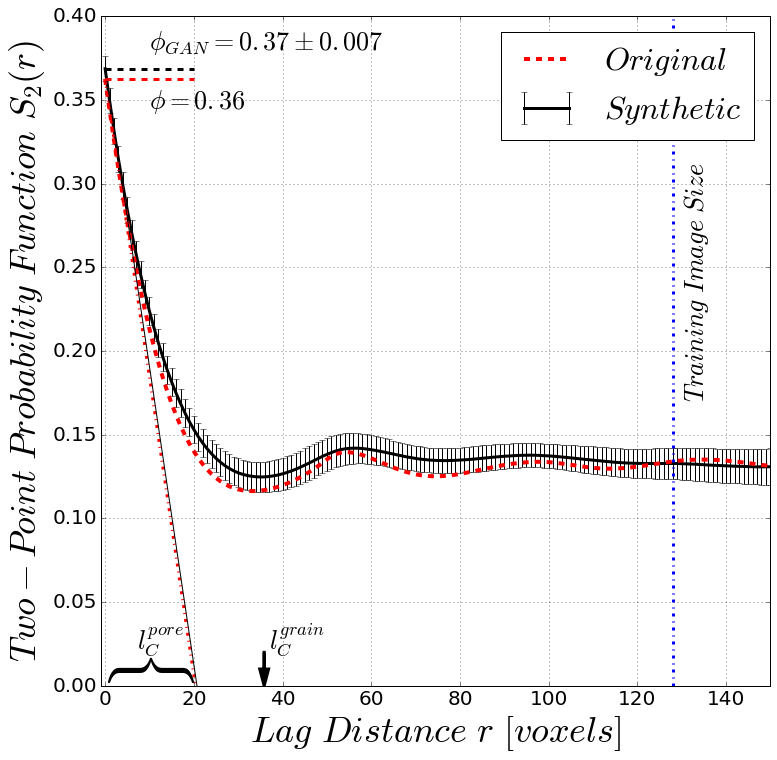 0.40
0.35
0.30
0.25
0.20
0.15
0.10
0.05
0.00
Two − Point Probability Function S₂(r)
ϕ_GAN = 0.37 ± 0.007
ϕ = 0.36
Original
Synthetic
Training Image Size
l_C^pore
l_C^grain
0 20 40 60 80 100 120 140
Lag Distance r [voxels]